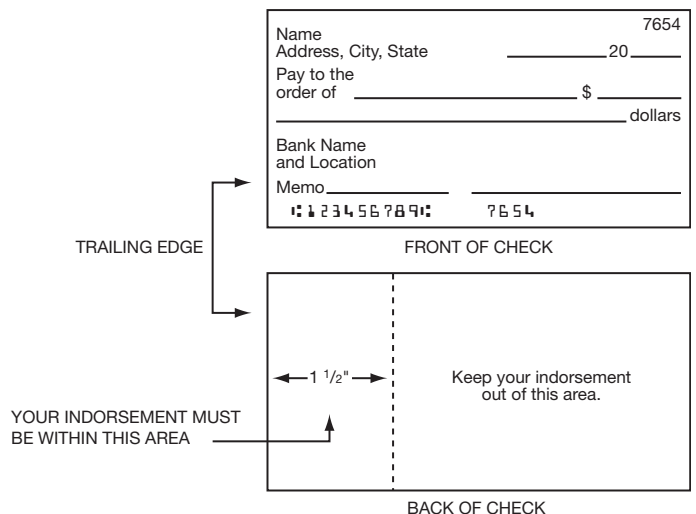 7654
Name
Address, City, State 20
Pay to the
order of $
dollars
Bank Name
and Location
Memo
⑆123456789⑆ 7654
TRAILING EDGE
FRONT OF CHECK
1 1/2"
Keep your indorsement
out of this area.
YOUR INDORSEMENT MUST
BE WITHIN THIS AREA
BACK OF CHECK